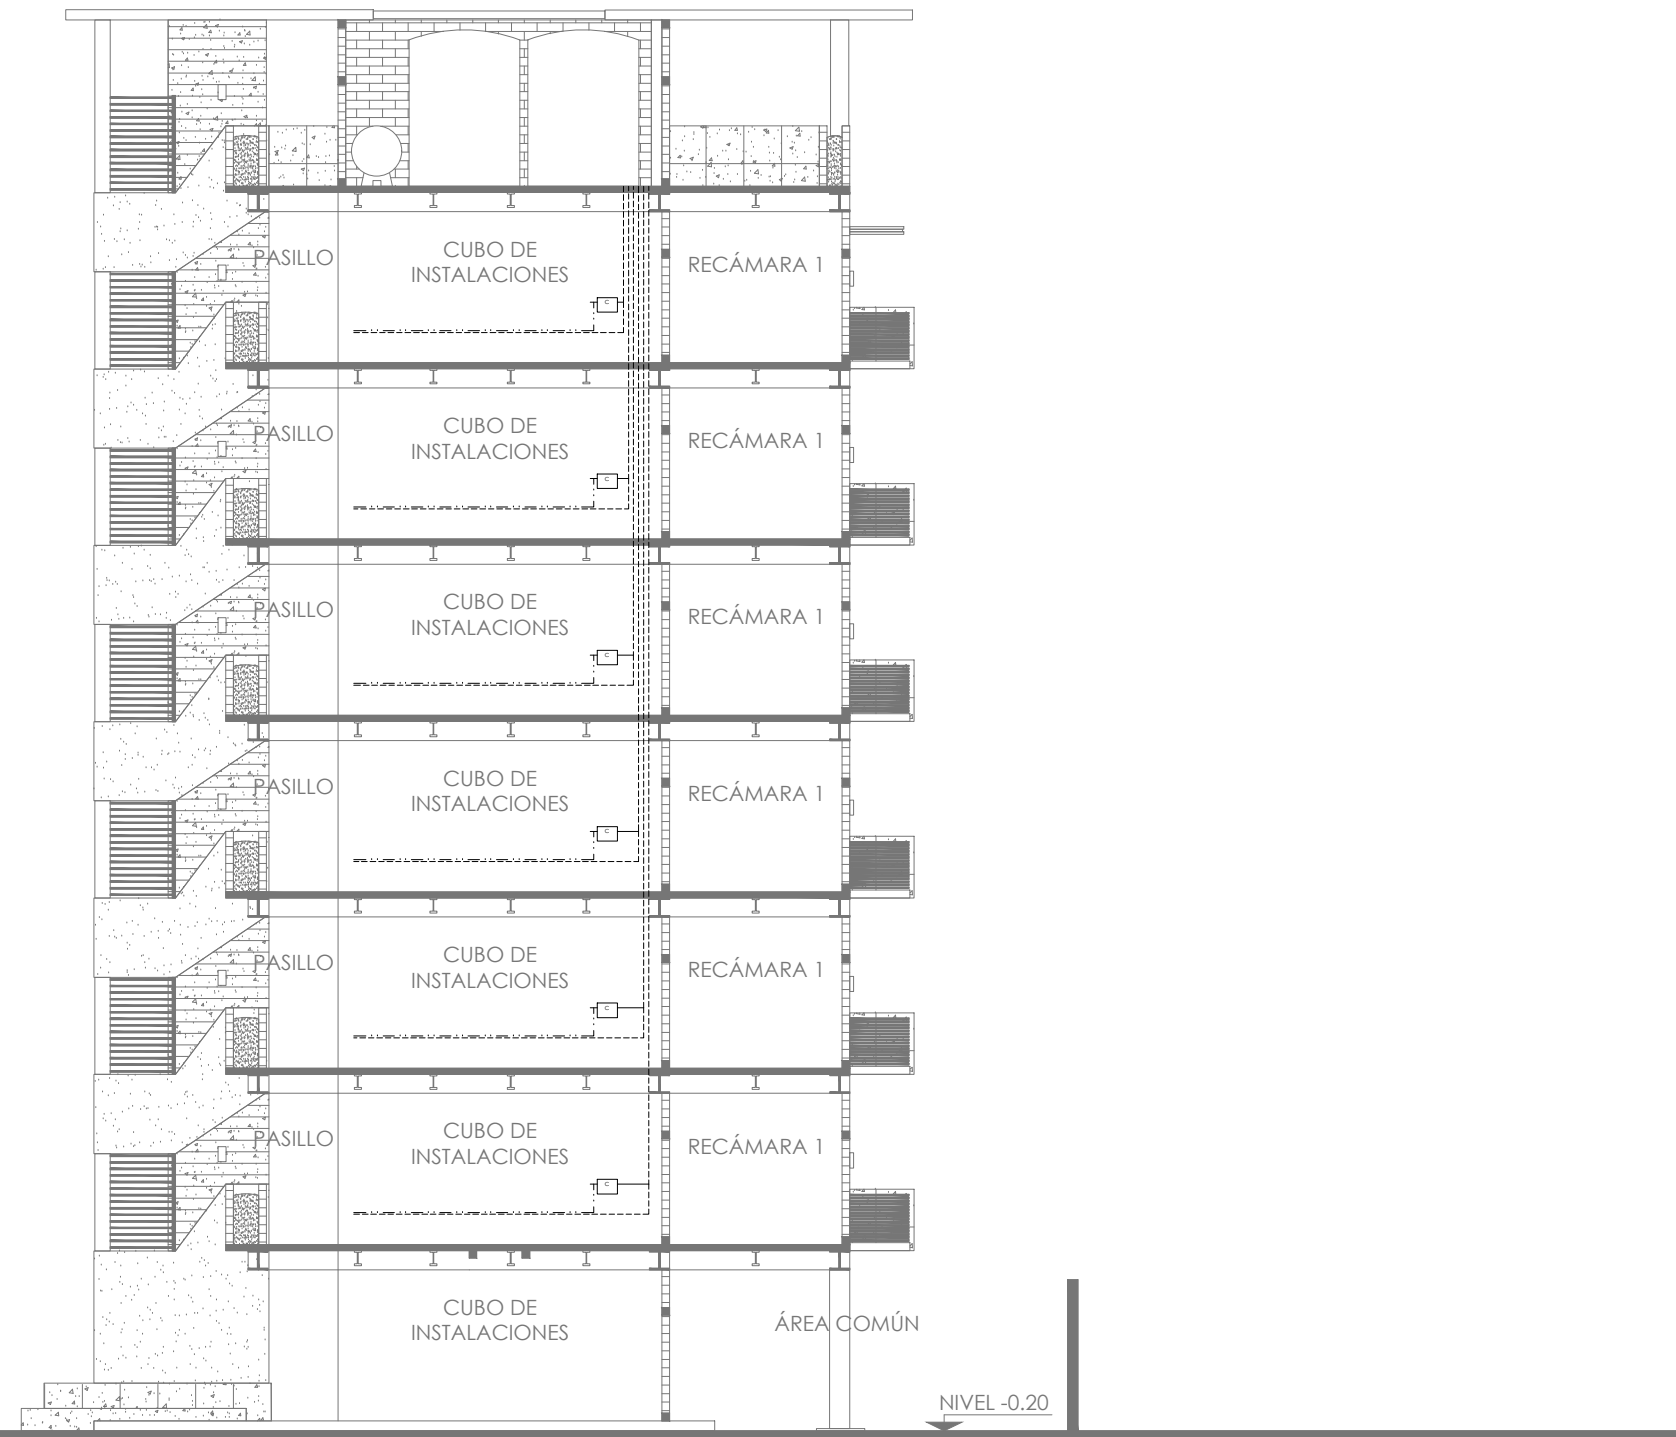 PASILLO
CUBO DE
INSTALACIONES
RECÁMARA 1
C
PASILLO
CUBO DE
INSTALACIONES
RECÁMARA 1
C
PASILLO
CUBO DE
INSTALACIONES
RECÁMARA 1
C
PASILLO
CUBO DE
INSTALACIONES
RECÁMARA 1
C
PASILLO
CUBO DE
INSTALACIONES
RECÁMARA 1
C
PASILLO
CUBO DE
INSTALACIONES
RECÁMARA 1
C
CUBO DE
INSTALACIONES
ÁREA COMÚN
NIVEL -0.20